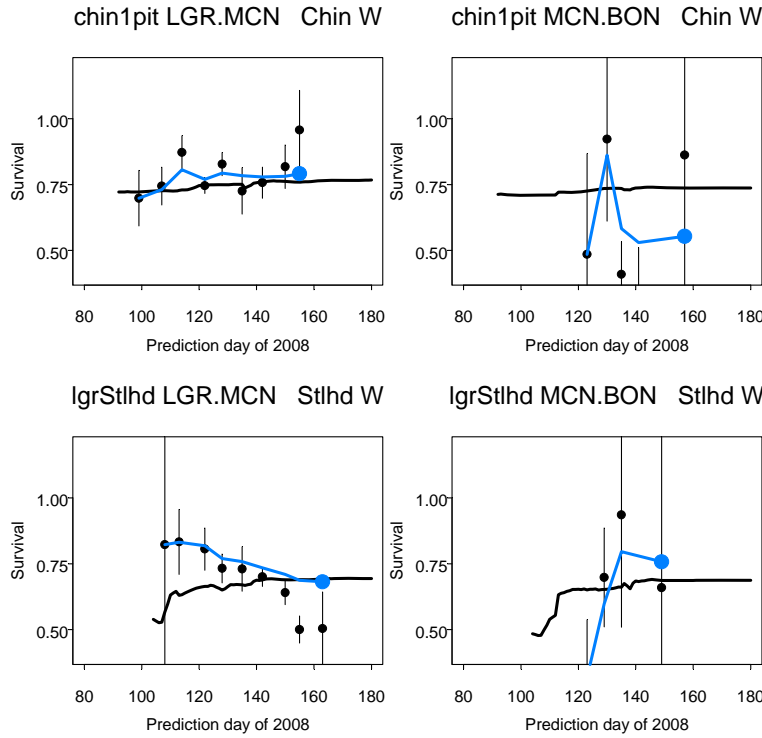 chin1pit LGR.MCN Chin W
1.00
0.75
0.50
Survival
80 100 120 140 160 180
Prediction day of 2008
chin1pit MCN.BON Chin W
1.00
0.75
0.50
Survival
80 100 120 140 160 180
Prediction day of 2008
lgrStlhd LGR.MCN Stlhd W
1.00
0.75
0.50
Survival
80 100 120 140 160 180
Prediction day of 2008
lgrStlhd MCN.BON Stlhd W
1.00
0.75
0.50
Survival
80 100 120 140 160 180
Prediction day of 2008